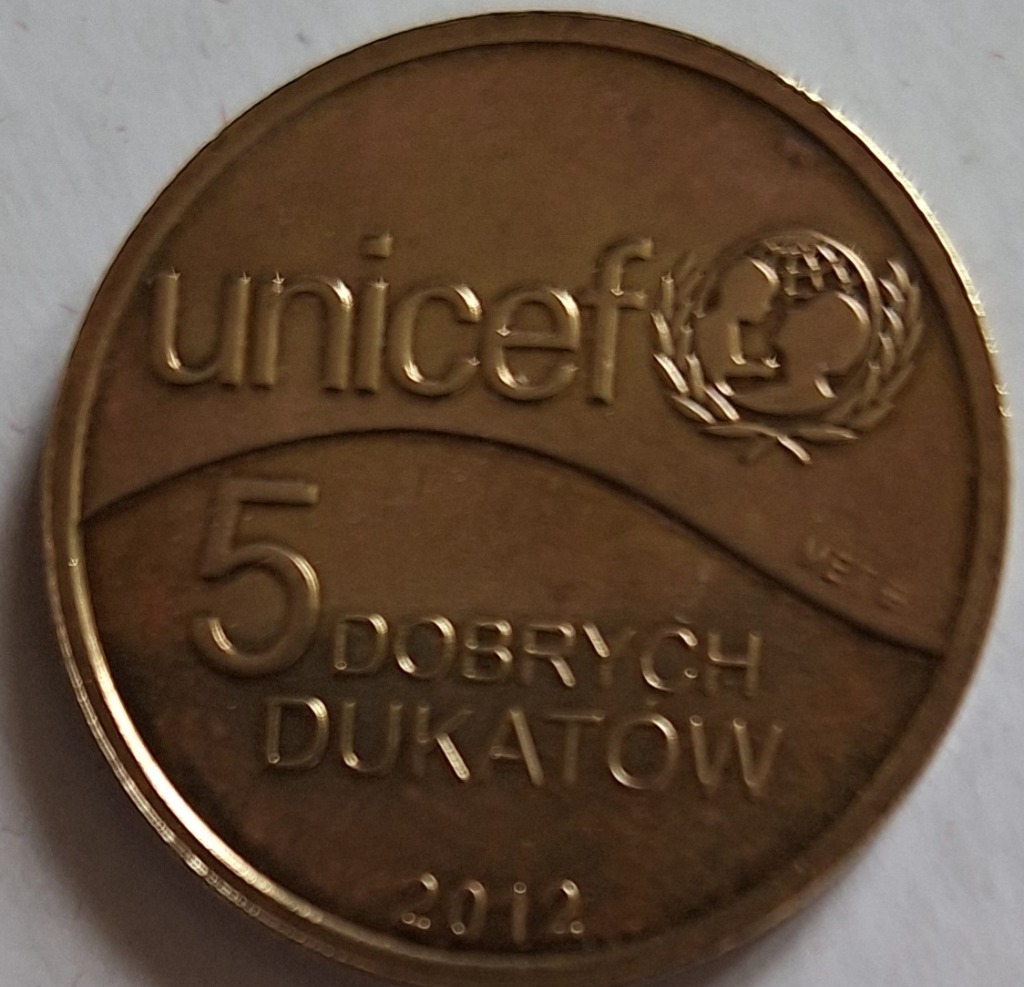 unicef
5 DOBRYCH
DUKATÓW
2012